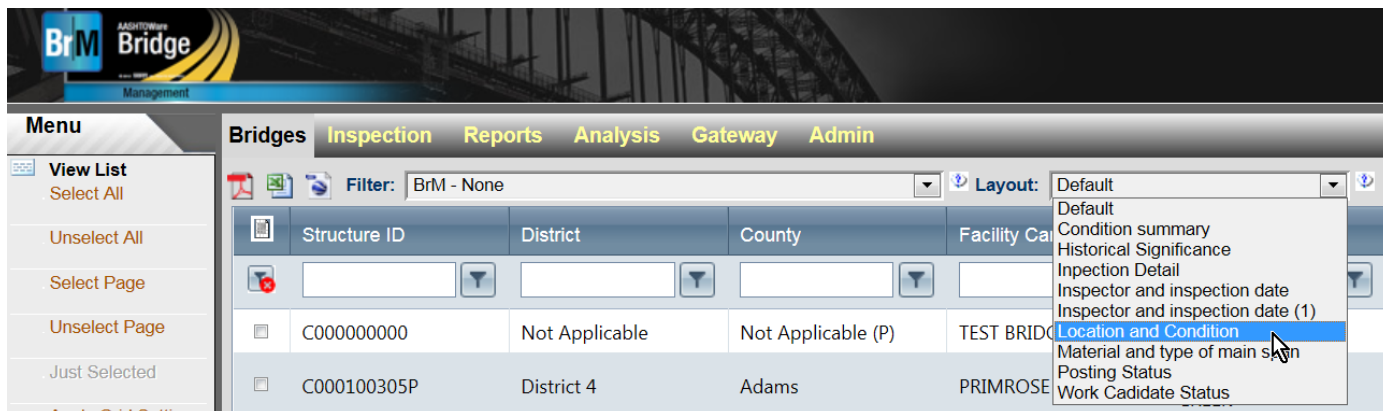 BrM
AASHTOWare
Bridge
Management
Menu
Bridges Inspection Reports Analysis Gateway Admin
View List
Select All
Unselect All
Select Page
Unselect Page
Just Selected
Filter: BrM - None
Layout: Default
Default
Condition summary
Historical Significance
Inpection Detail
Inspector and inspection date
Inspector and inspection date (1)
Location and Condition
Material and type of main span
Posting Status
Work Cadidate Status
Structure ID District County Facility Car
C000000000 Not Applicable Not Applicable (P) TEST BRIDG
C000100305P District 4 Adams PRIMROSE